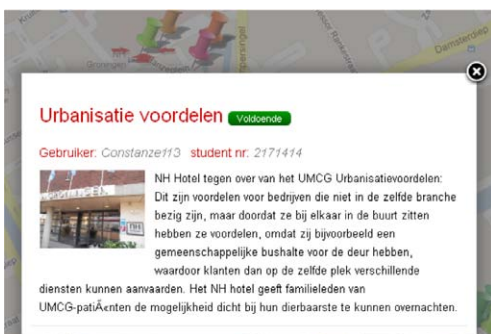 Damsterdiep
Urbanisatie voordelen Voldoende
Gebruiker: Constanze113 student nr: 2171414
NH Hotel tegen over van het UMCG Urbanisatievoordelen:
Dit zijn voordelen voor bedrijven die niet in de zelfde branche
bezig zijn, maar doordat ze bij elkaar in de buurt zitten
hebben ze voordelen, omdat zij bijvoorbeeld een
gemeenschappelijke bushalte voor de deur hebben,
waardoor klanten dan op de zelfde plek verschillende
diensten kunnen aanvaarden. Het NH hotel geeft familieleden van
UMCG-patiÃ«nten de mogelijkheid dicht bij hun dierbaarste te kunnen overnachten.